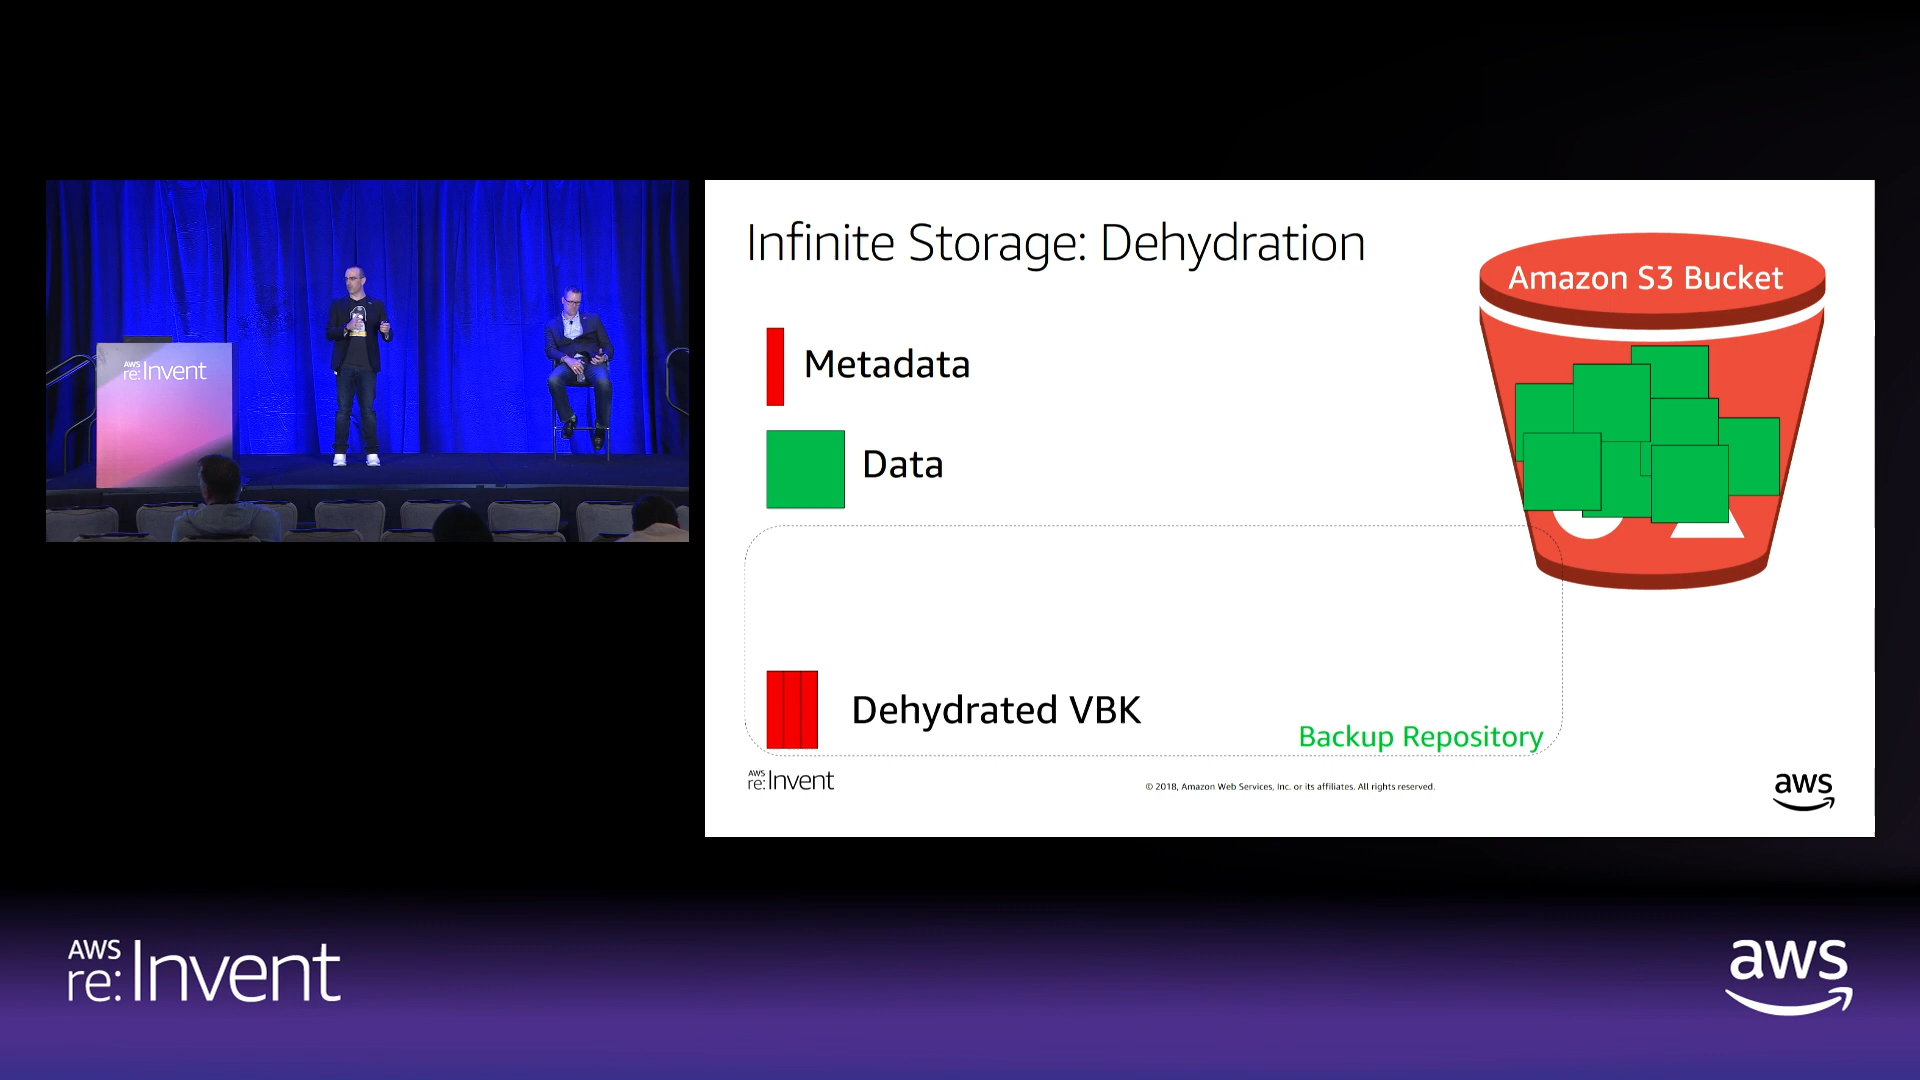 AWS
re:Invent
Infinite Storage: Dehydration
Amazon S3 Bucket
Metadata
Data
Dehydrated VBK
Backup Repository
AWS
re:Invent
© 2018, Amazon Web Services, Inc. or its affiliates. All rights reserved.
aws
AWS
re:Invent
aws